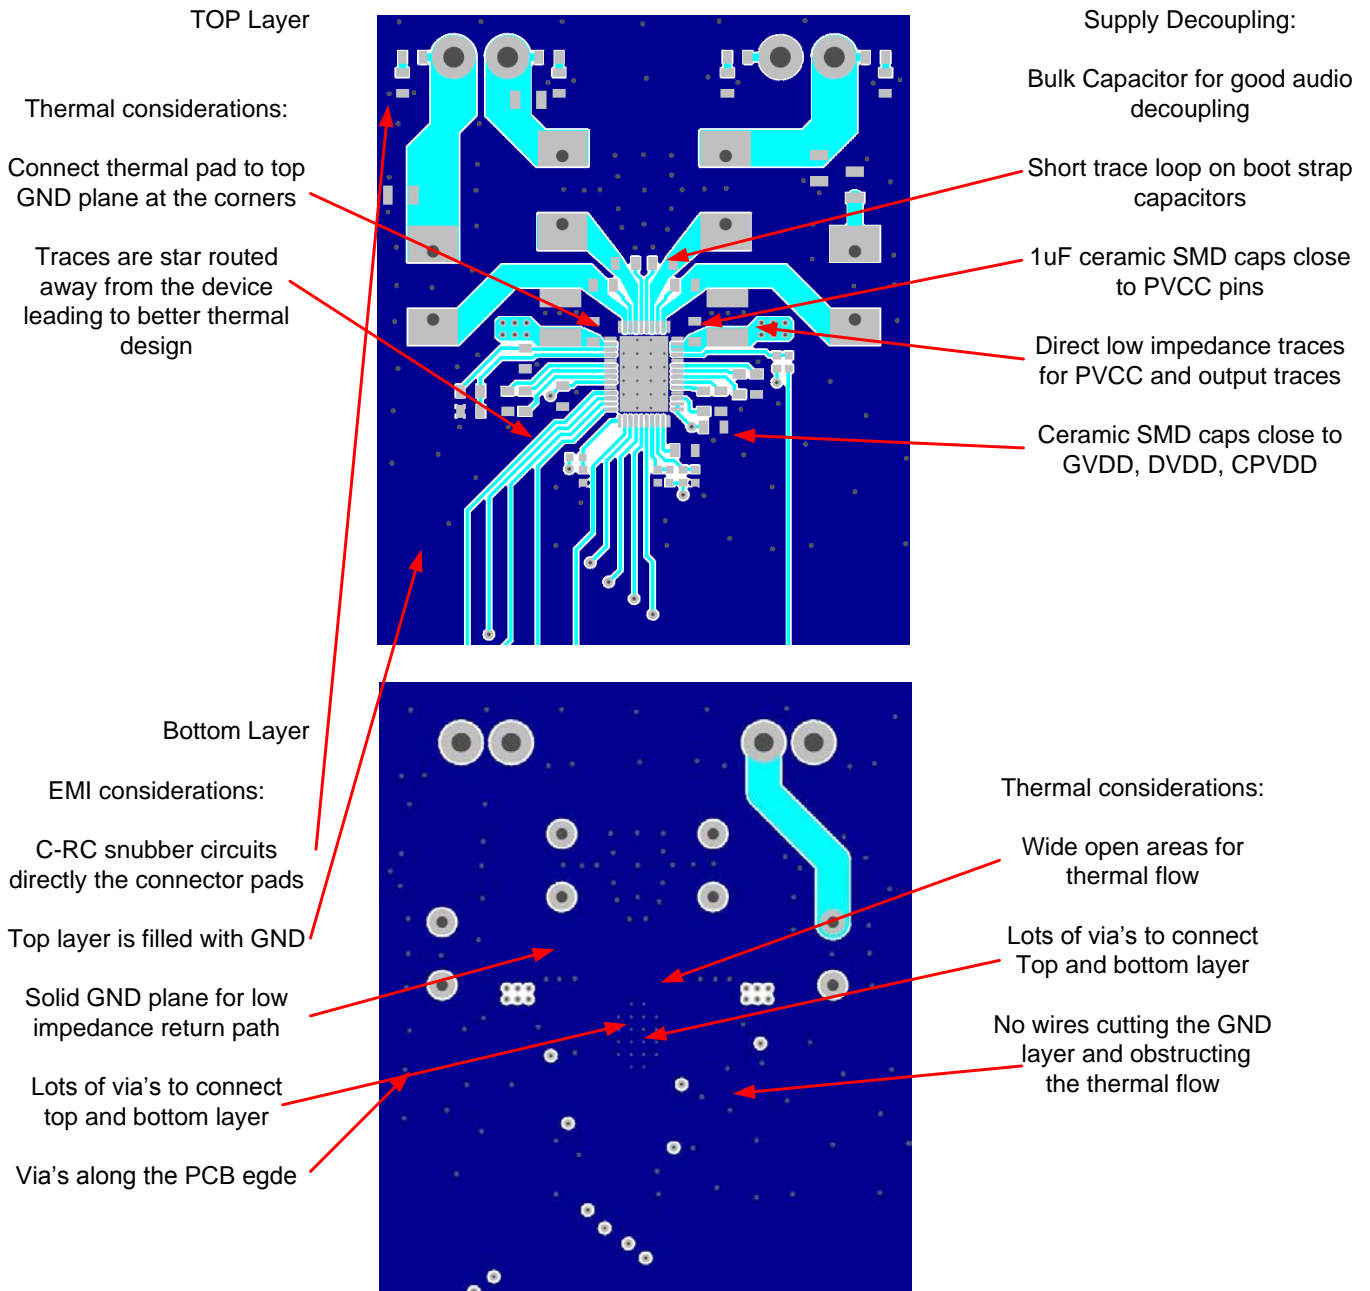 TOP Layer
Thermal considerations:
Connect thermal pad to top
GND plane at the corners
Traces are star routed
away from the device
leading to better thermal
design
Supply Decoupling:
Bulk Capacitor for good audio
decoupling
Short trace loop on boot strap
capacitors
1uF ceramic SMD caps close
to PVCC pins
Direct low impedance traces
for PVCC and output traces
Ceramic SMD caps close to
GVDD, DVDD, CPVDD
Bottom Layer
EMI considerations:
C-RC snubber circuits
directly the connector pads
Top layer is filled with GND
Solid GND plane for low
impedance return path
Lots of via's to connect
top and bottom layer
Via's along the PCB egde
Thermal considerations:
Wide open areas for
thermal flow
Lots of via's to connect
Top and bottom layer
No wires cutting the GND
layer and obstructing
the thermal flow